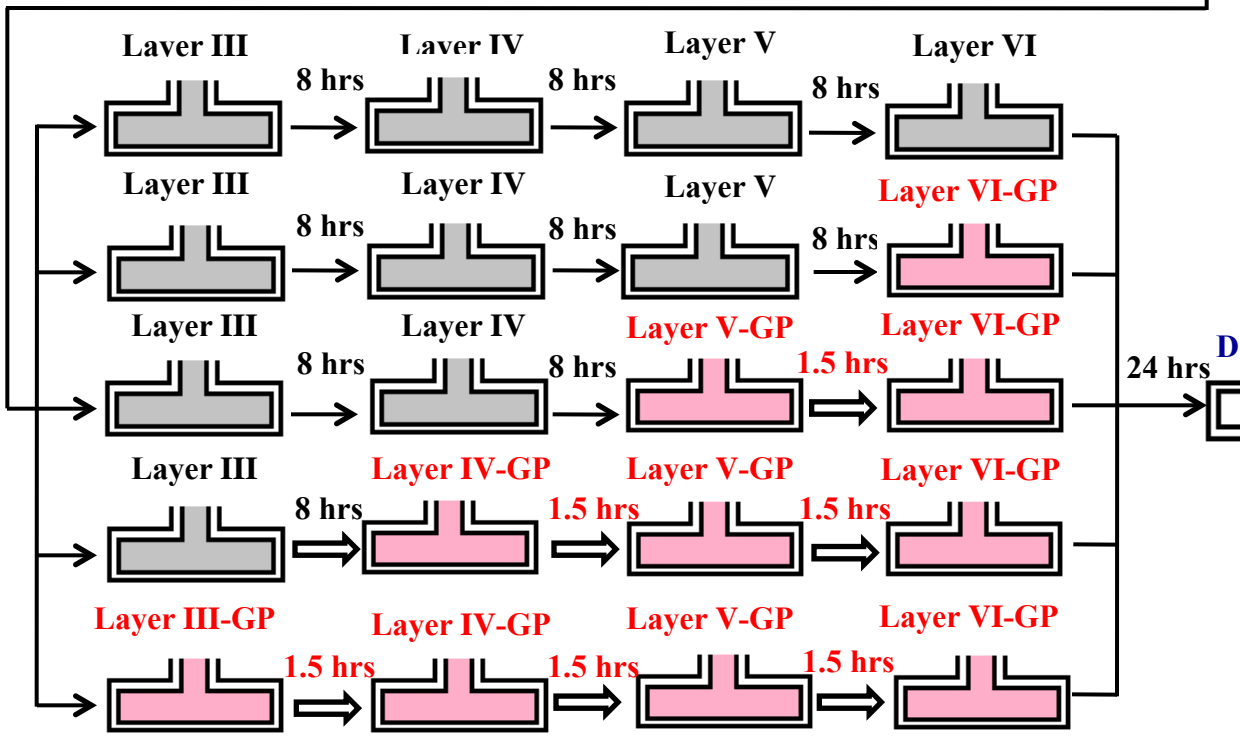 Layer III
Layer IV
Layer V
Layer VI
8 hrs
8 hrs
8 hrs
Layer III
Layer IV
Layer V
Layer VI-GP
8 hrs
8 hrs
8 hrs
Layer III
Layer IV
Layer V-GP
Layer VI-GP
8 hrs
8 hrs
1.5 hrs
24 hrs
D
Layer III
Layer IV-GP
Layer V-GP
Layer VI-GP
8 hrs
1.5 hrs
1.5 hrs
Layer III-GP
Layer IV-GP
Layer V-GP
Layer VI-GP
1.5 hrs
1.5 hrs
1.5 hrs